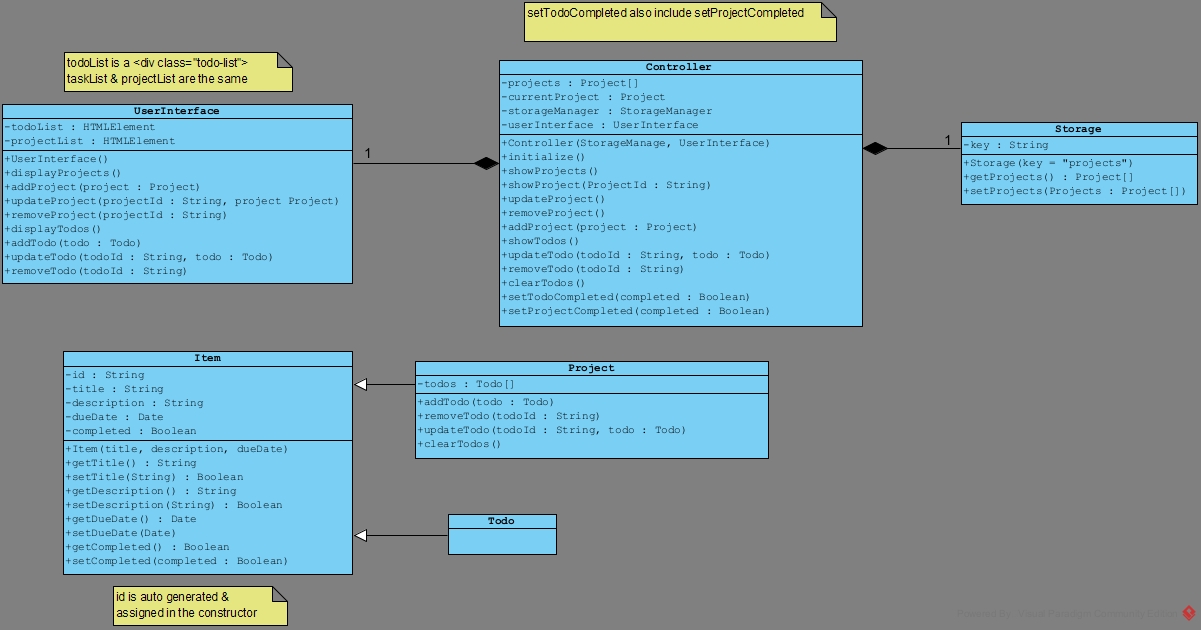 setTodoCompleted also include setProjectCompleted
todoList is a <div class="todo-list">
taskList & projectList are the same
UserInterface
-todoList : HTMLElement
-projectList : HTMLElement
+UserInterface()
+displayProjects()
+addProject(project : Project)
+updateProject(projectId : String, project Project)
+removeProject(projectId : String)
+displayTodos()
+addTodo(todo : Todo)
+updateTodo(todoId : String, todo : Todo)
+removeTodo(todoId : String)
1
Controller
-projects : Project[]
-currentProject : Project
-storageManager : StorageManager
-userInterface : UserInterface
+Controller(StorageManage, UserInterface)
+initialize()
+showProjects()
+showProject(ProjectId : String)
+updateProject()
+removeProject()
+addProject(project : Project)
+showTodos()
+updateTodo(todoId : String, todo : Todo)
+removeTodo(todoId : String)
+clearTodos()
+setTodoCompleted(completed : Boolean)
+setProjectCompleted(completed : Boolean)
1
Storage
-key : String
+Storage(key = "projects")
+getProjects() : Project[]
+setProjects(Projects : Project[])
Item
-id : String
-title : String
-description : String
-dueDate : Date
-completed : Boolean
+Item(title, description, dueDate)
+getTitle() : String
+setTitle(String) : Boolean
+getDescription() : String
+setDescription(String) : Boolean
+getDueDate() : Date
+setDueDate(Date)
+getCompleted() : Boolean
+setCompleted(completed : Boolean)
Project
-todos : Todo[]
+addTodo(todo : Todo)
+removeTodo(todoId : String)
+updateTodo(todoId : String, todo : Todo)
+clearTodos()
Todo
id is auto generated &
assigned in the constructor
Powered By: Visual Paradigm Community Edition